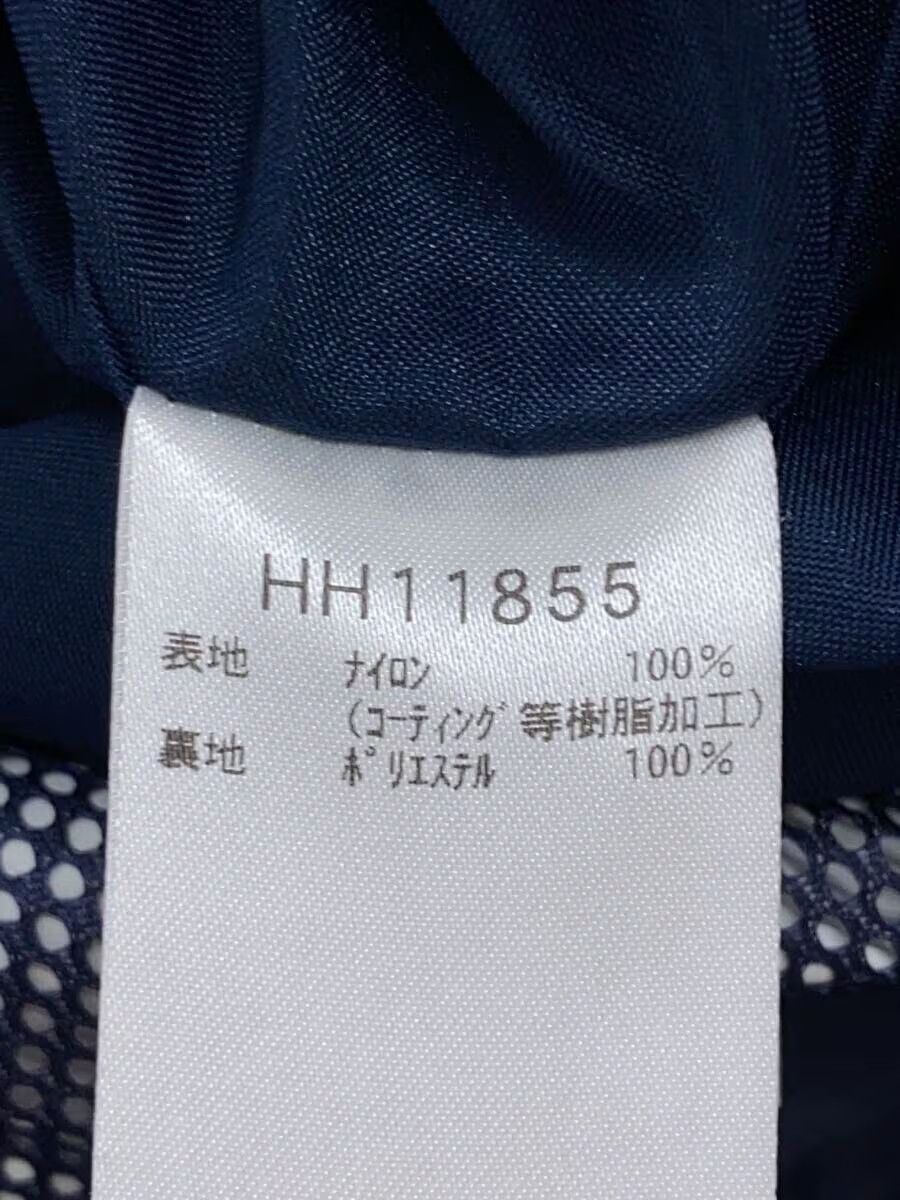 HH11855
表地 ﾅｲﾛﾝ 100%
(ｺｰﾃｨﾝｸﾞ等樹脂加工)
裏地 ﾎﾟﾘｴｽﾃﾙ 100%